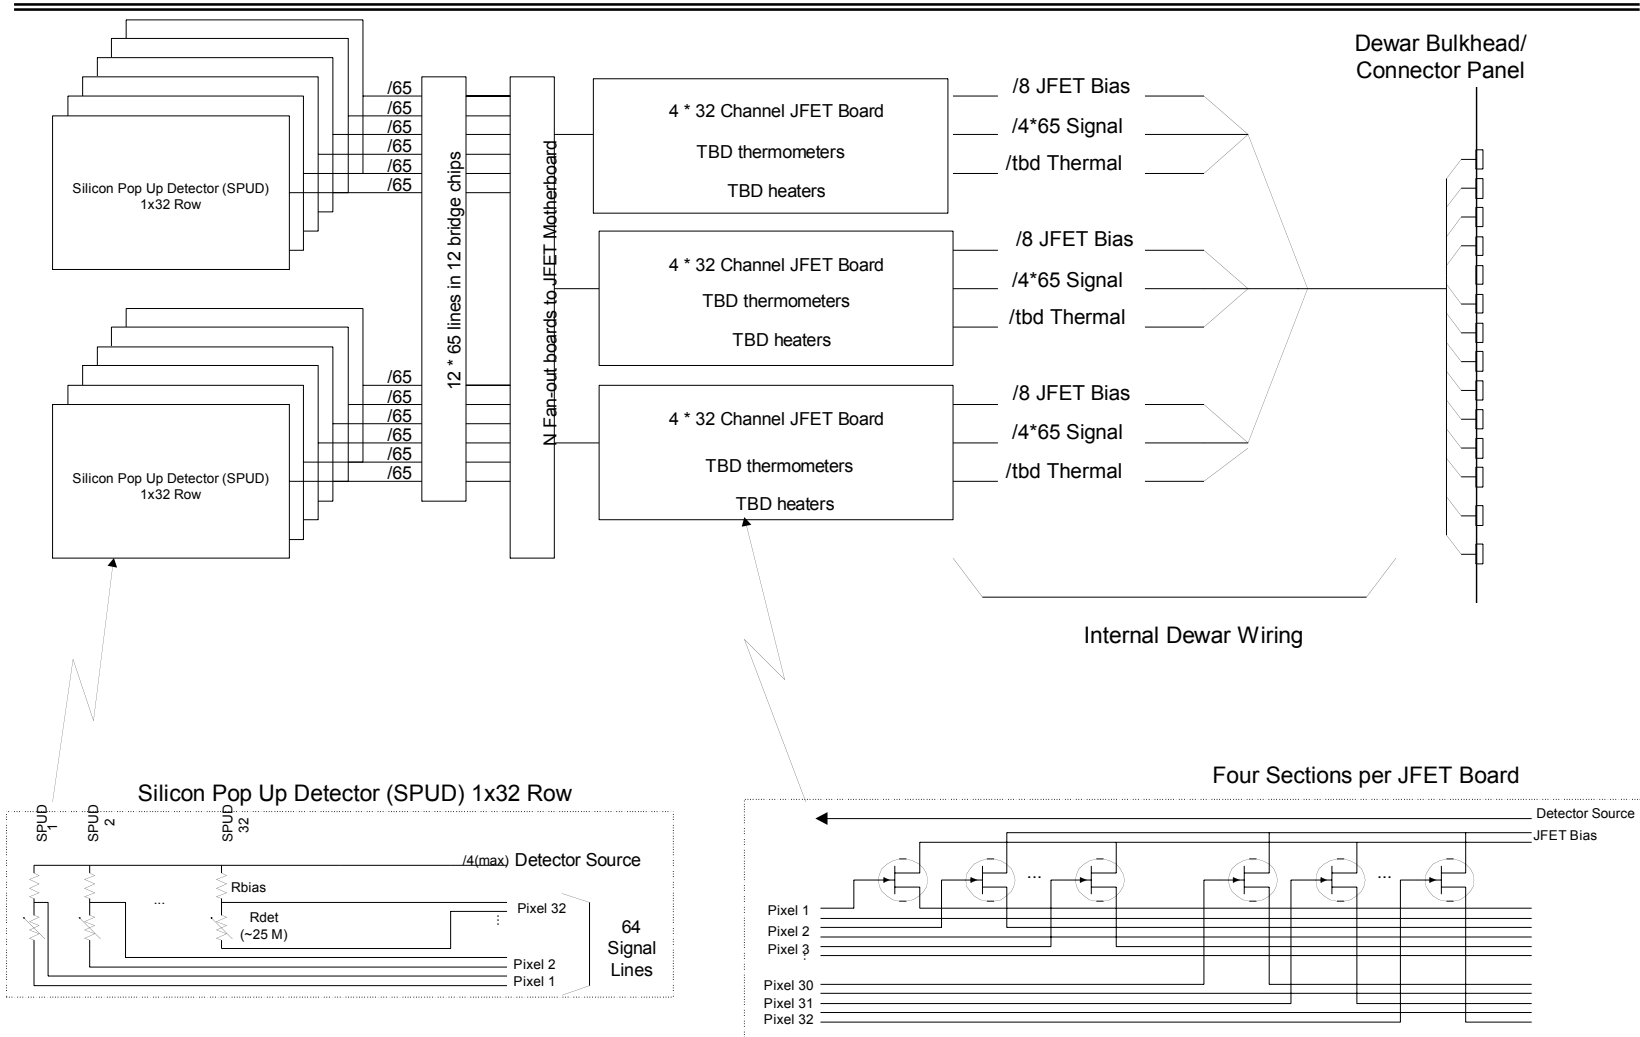 Dewar Bulkhead/
Connector Panel
/65
/65
/65
/65
/65
/65
Silicon Pop Up Detector (SPUD)
1x32 Row
12 * 65 lines in 12 bridge chips
N Fan-out boards to JFET Motherboard
4 * 32 Channel JFET Board
TBD thermometers
TBD heaters
/8 JFET Bias
/4*65 Signal
/tbd Thermal
4 * 32 Channel JFET Board
TBD thermometers
TBD heaters
/8 JFET Bias
/4*65 Signal
/tbd Thermal
/65
/65
/65
/65
/65
/65
Silicon Pop Up Detector (SPUD)
1x32 Row
4 * 32 Channel JFET Board
TBD thermometers
TBD heaters
/8 JFET Bias
/4*65 Signal
/tbd Thermal
Internal Dewar Wiring
Silicon Pop Up Detector (SPUD) 1x32 Row
SPUD
1
SPUD
2
SPUD
32
/4(max) Detector Source
Rbias
...
Rdet
(~25 M)
Pixel 32
...
Pixel 2
Pixel 1
64
Signal
Lines
Four Sections per JFET Board
Detector Source
JFET Bias
...
...
Pixel 1
Pixel 2
Pixel 3
:
Pixel 30
Pixel 31
Pixel 32